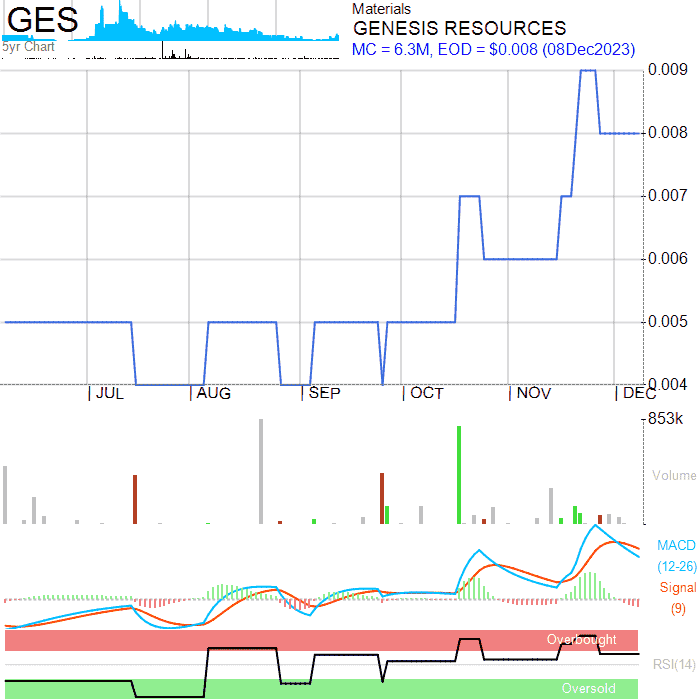 GES
5yr Chart
Materials
GENESIS RESOURCES
MC = 6.3M, EOD = $0.008 (08Dec2023)
0.009
0.008
0.007
0.006
0.005
0.004
JUL AUG SEP OCT NOV DEC
853k
Volume
MACD
(12-26)
Signal
(9)
Overbought
RSI(14)
Oversold